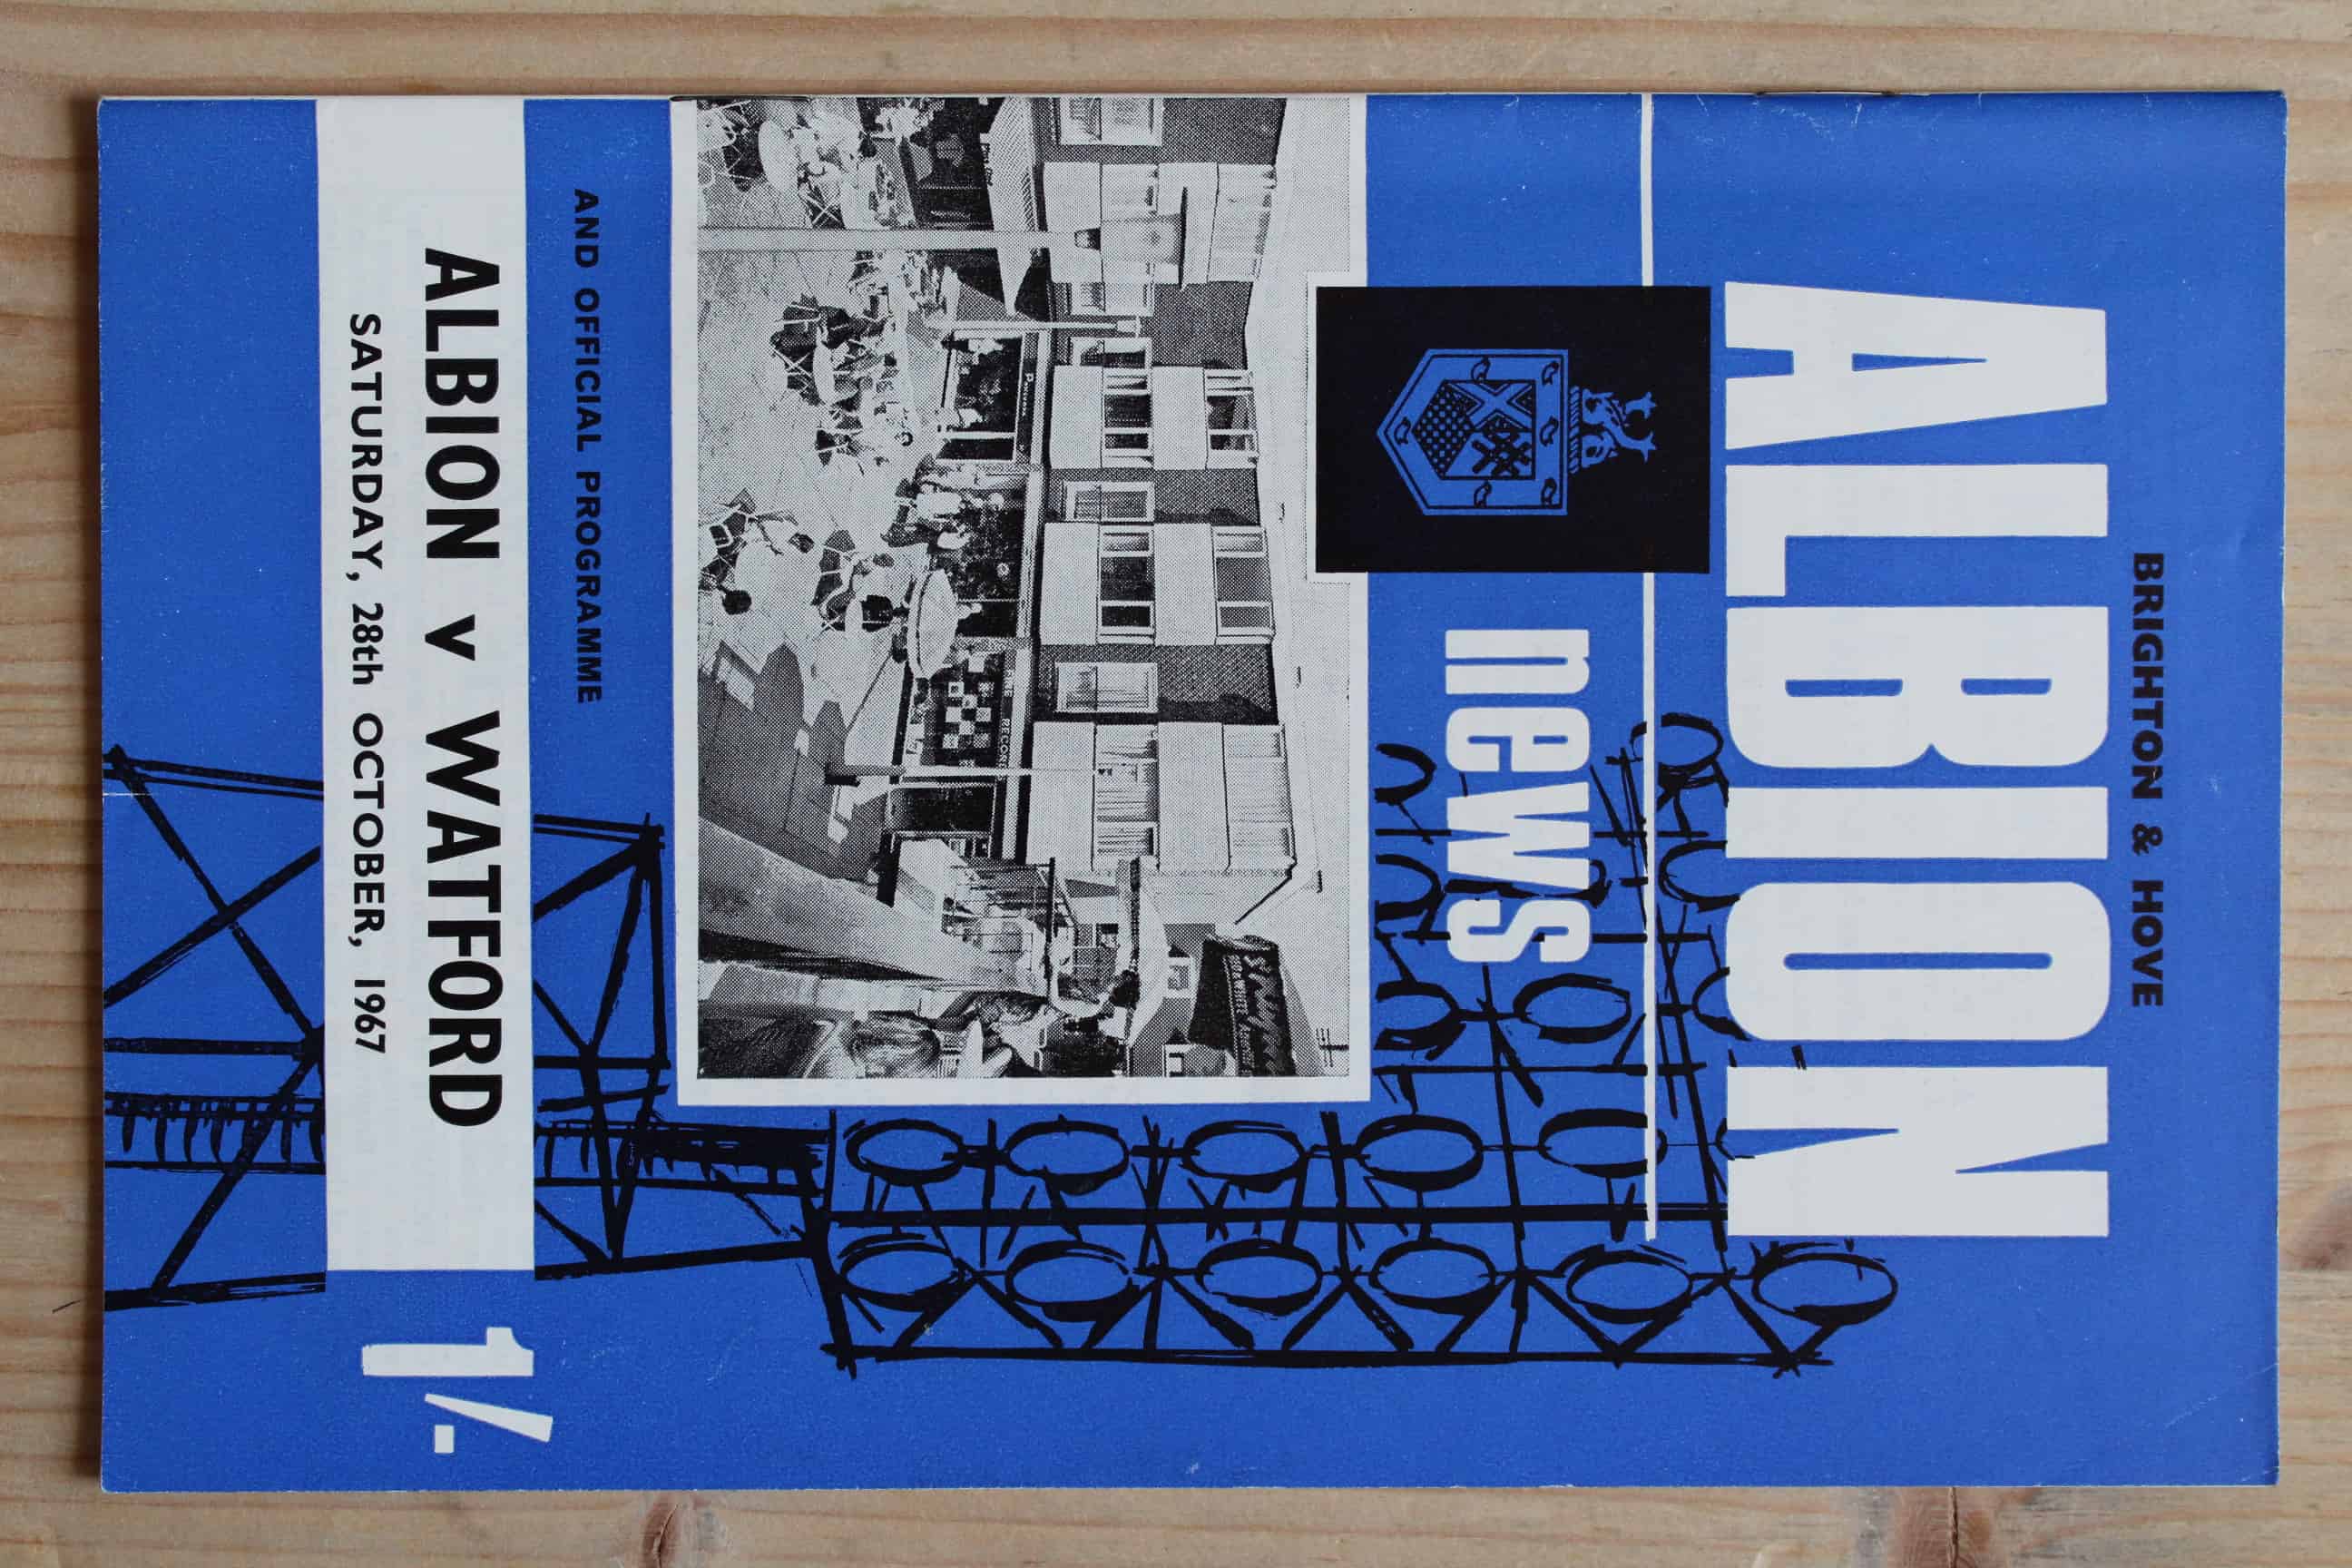 BRIGHTON & HOVE
ALBION
news
AND OFFICIAL PROGRAMME
ALBION v WATFORD
SATURDAY, 28th OCTOBER, 1967
1/-